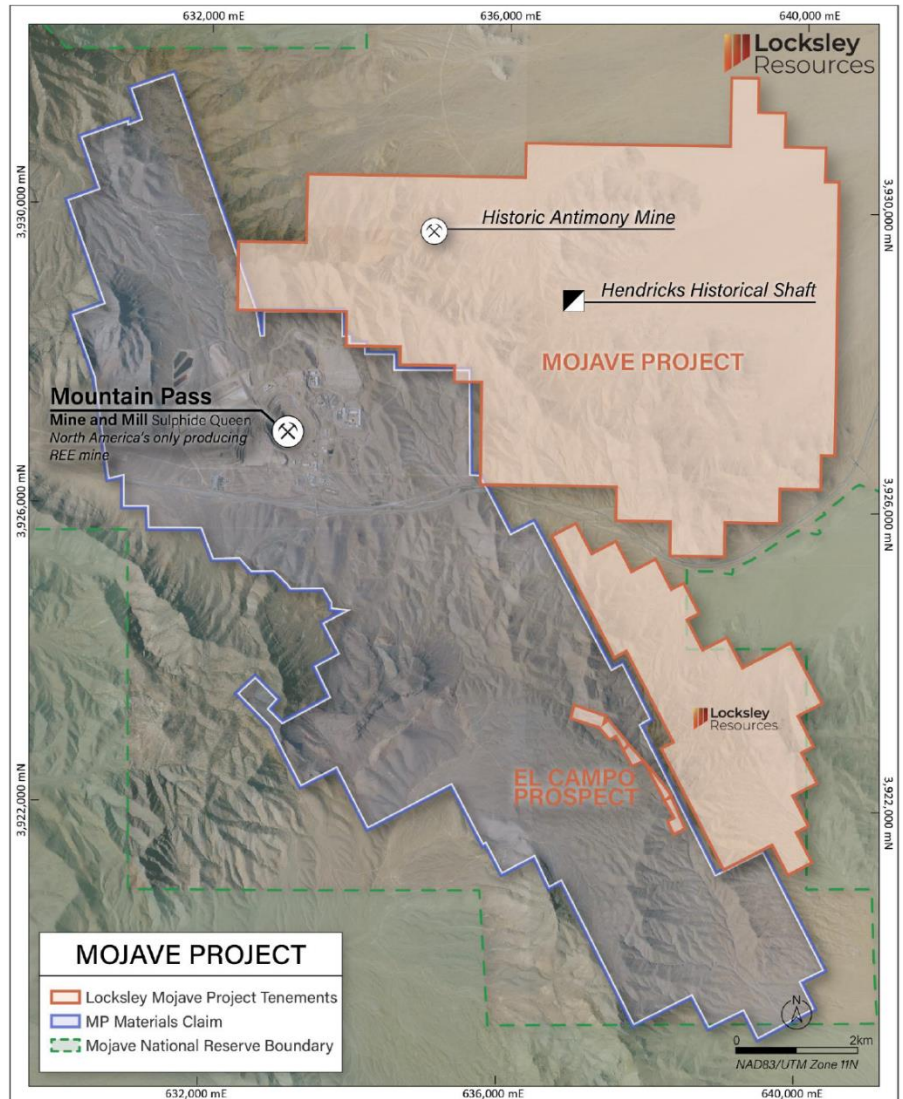 632,000 mE
636,000 mE
640,000 mE
Locksley
Resources
3,930,000 mN
3,930,000 mN
Historic Antimony Mine
Hendricks Historical Shaft
MOJAVE PROJECT
Mountain Pass
Mine and Mill Sulphide Queen
North America's only producing
REE mine
3,926,000 mN
3,926,000 mN
Locksley
Resources
EL CAMPO
PROSPECT
3,922,000 mN
3,922,000 mN
MOJAVE PROJECT
Locksley Mojave Project Tenements
MP Materials Claim
Mojave National Reserve Boundary
N
0 2km
NAD83/UTM Zone 11N
632,000 mE
636,000 mE
640,000 mE